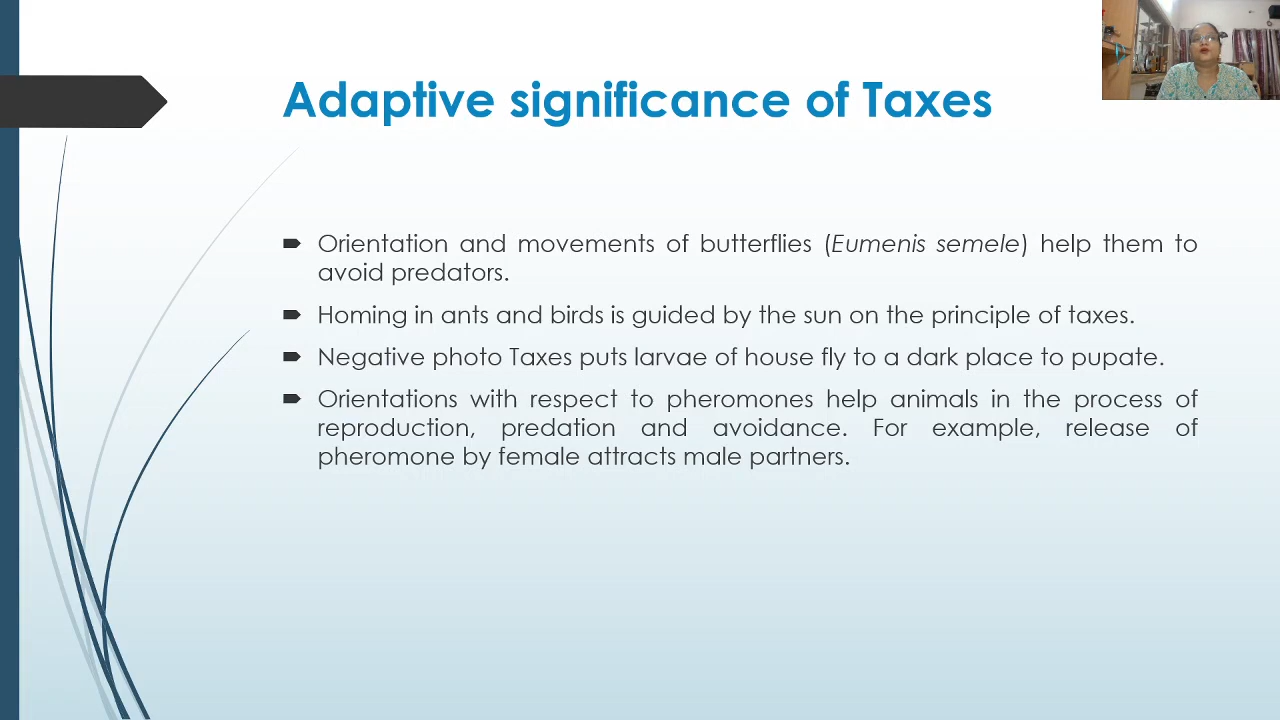 Adaptive significance of Taxes
Orientation and movements of butterflies (Eumenis semele) help them to
avoid predators.
Homing in ants and birds is guided by the sun on the principle of taxes.
Negative photo Taxes puts larvae of house fly to a dark place to pupate.
Orientations with respect to pheromones help animals in the process of
reproduction, predation and avoidance. For example, release of
pheromone by female attracts male partners.